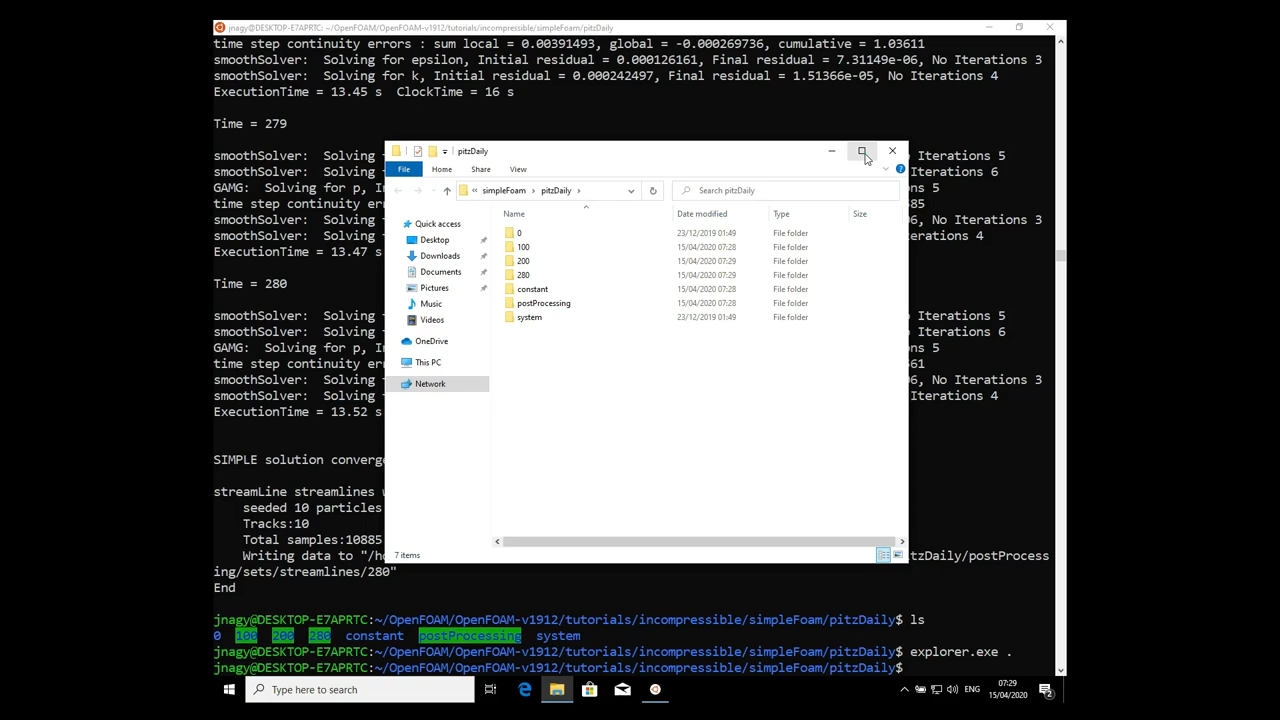 jnagy@DESKTOP-E7APRTC: ~/OpenFOAM/OpenFOAM-v1912/tutorials/incompressible/simpleFoam/pitzDaily
time step continuity errors : sum local = 0.00391493, global = -0.000269736, cumulative = 1.03611
smoothSolver:  Solving for epsilon, Initial residual = 0.000126161, Final residual = 7.31149e-06, No Iterations 3
smoothSolver:  Solving for k, Initial residual = 0.000242497, Final residual = 1.51366e-05, No Iterations 4
ExecutionTime = 13.45 s  ClockTime = 16 s
Time = 279
smoothSolver:  Solving
Iterations 5
smoothSolver:  Solving
Iterations 6
GAMG:  Solving for p, I
ns 5
time step continuity er
85
smoothSolver:  Solving
6, No Iterations 3
smoothSolver:  Solving
terations 4
ExecutionTime = 13.47 s
Time = 280
smoothSolver:  Solving
Iterations 5
smoothSolver:  Solving
Iterations 6
GAMG:  Solving for p, I
ns 5
time step continuity er
61
smoothSolver:  Solving
6, No Iterations 3
smoothSolver:  Solving
Iterations 4
ExecutionTime = 13.52 s
SIMPLE solution converge
streamLine streamlines
seeded 10 particles
Tracks:10
Total samples:10885
Writing data to "/h
tzDaily/postProcess
ing/sets/streamlines/280"
End
jnagy@DESKTOP-E7APRTC:~/OpenFOAM/OpenFOAM-v1912/tutorials/incompressible/simpleFoam/pitzDaily$ ls
0  100  200  280  constant  postProcessing  system
jnagy@DESKTOP-E7APRTC:~/OpenFOAM/OpenFOAM-v1912/tutorials/incompressible/simpleFoam/pitzDaily$ explorer.exe .
jnagy@DESKTOP-E7APRTC:~/OpenFOAM/OpenFOAM-v1912/tutorials/incompressible/simpleFoam/pitzDaily$
pitzDaily
File Home Share View
« simpleFoam › pitzDaily ›
Search pitzDaily
Name Date modified Type Size
0 23/12/2019 01:49 File folder
100 15/04/2020 07:28 File folder
200 15/04/2020 07:29 File folder
280 15/04/2020 07:29 File folder
constant 15/04/2020 07:28 File folder
postProcessing 15/04/2020 07:28 File folder
system 23/12/2019 01:49 File folder
Quick access
Desktop
Downloads
Documents
Pictures
Music
Videos
OneDrive
This PC
Network
7 items
Type here to search
ENG
07:29
15/04/2020
2